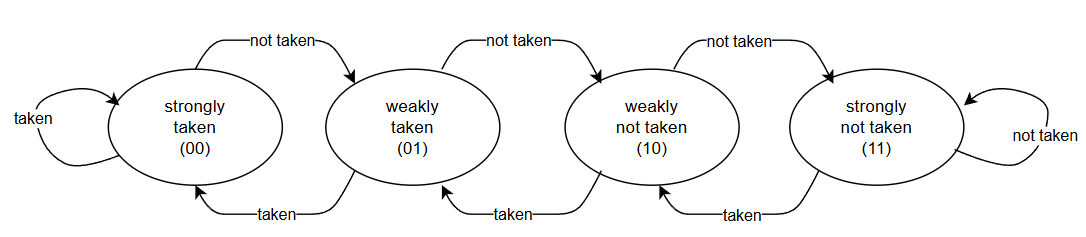 not taken
not taken
not taken
strongly
taken
(00)
weakly
taken
(01)
weakly
not taken
(10)
strongly
not taken
(11)
taken
not taken
taken
taken
taken